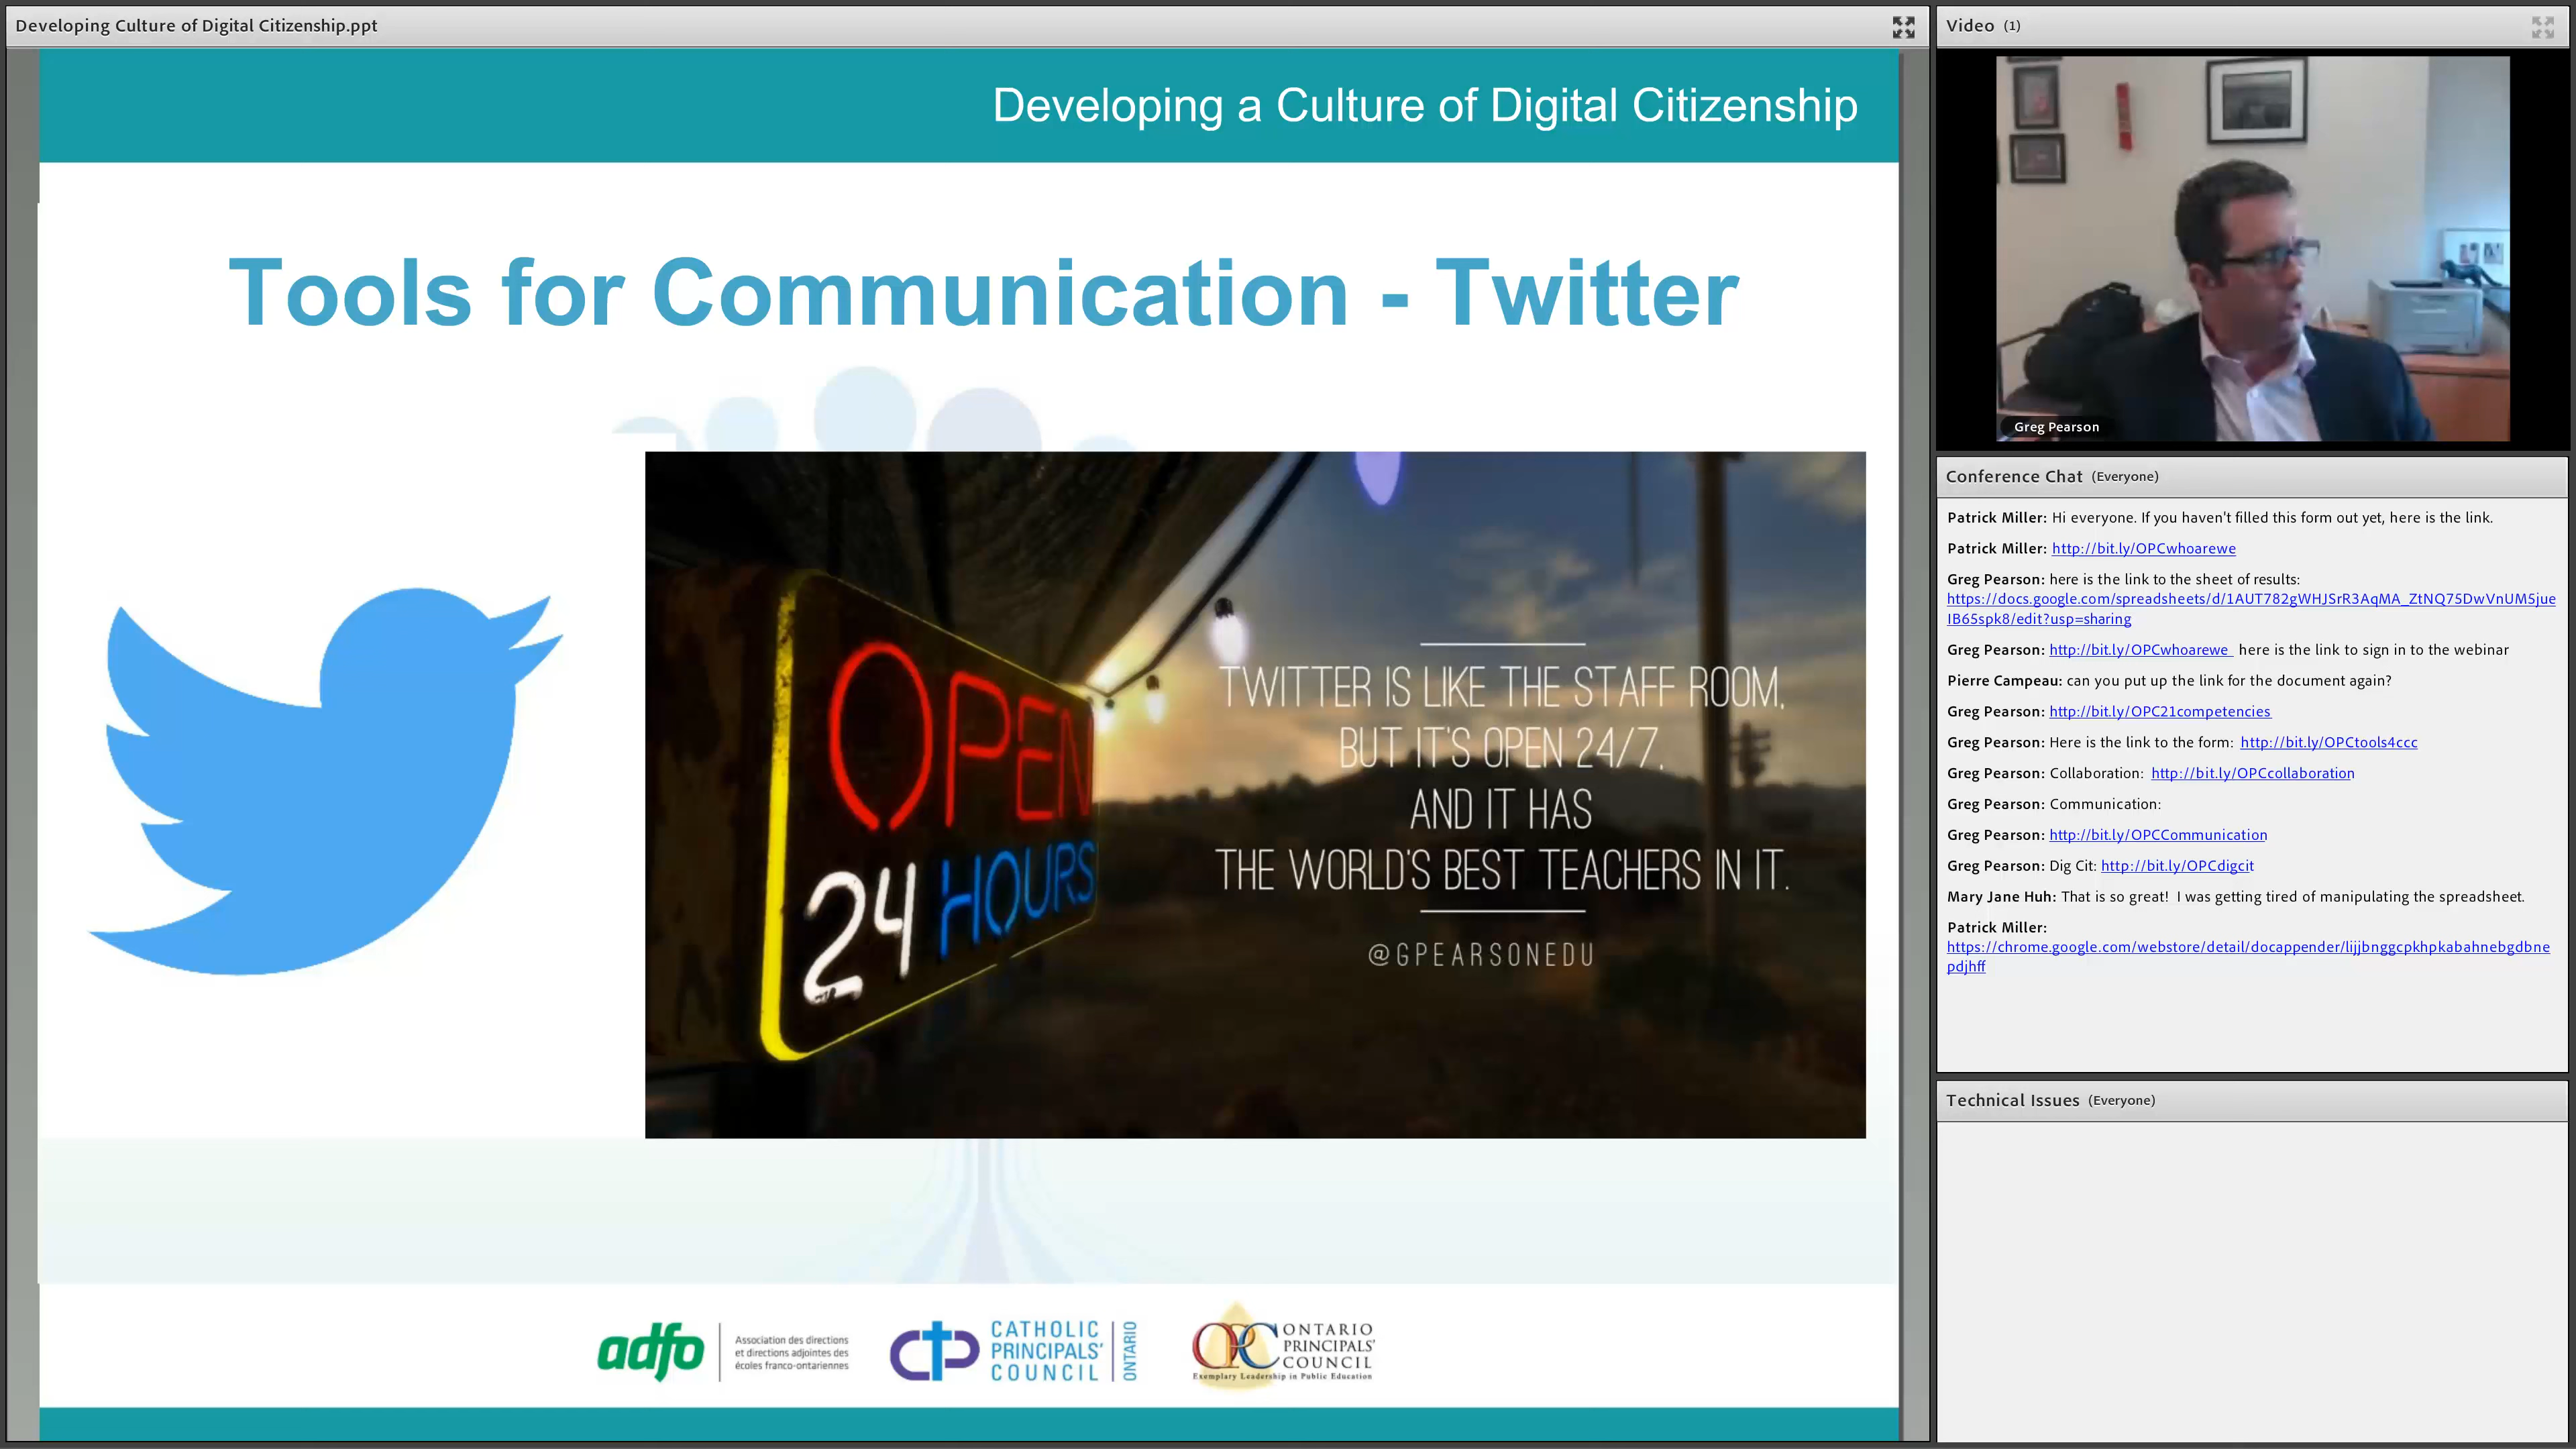 Developing Culture of Digital Citizenship.ppt
Developing a Culture of Digital Citizenship
Tools for Communication - Twitter
OPEN
24 HOURS
TWITTER IS LIKE THE STAFF ROOM,
BUT IT'S OPEN 24/7,
AND IT HAS
THE WORLD'S BEST TEACHERS IN IT.
@GPEARSONEDU
adfo
Association des directions
et directions adjointes des
écoles franco-ontariennes
CATHOLIC
PRINCIPALS'
COUNCIL
ONTARIO
OPC
ONTARIO
PRINCIPALS'
COUNCIL
Exemplary Leadership in Public Education
Video (1)
Greg Pearson
Conference Chat (Everyone)
Patrick Miller: Hi everyone. If you haven't filled this form out yet, here is the link.
Patrick Miller: http://bit.ly/OPCwhoarewe
Greg Pearson: here is the link to the sheet of results:
https://docs.google.com/spreadsheets/d/1AUT782gWHJSrR3AqMA_ZtNQ75DwVnUM5jue
IB65spk8/edit?usp=sharing
Greg Pearson: http://bit.ly/OPCwhoarewe here is the link to sign in to the webinar
Pierre Campeau: can you put up the link for the document again?
Greg Pearson: http://bit.ly/OPC21competencies
Greg Pearson: Here is the link to the form: http://bit.ly/OPCtools4ccc
Greg Pearson: Collaboration: http://bit.ly/OPCcollaboration
Greg Pearson: Communication:
Greg Pearson: http://bit.ly/OPCCommunication
Greg Pearson: Dig Cit: http://bit.ly/OPCdigcit
Mary Jane Huh: That is so great! I was getting tired of manipulating the spreadsheet.
Patrick Miller:
https://chrome.google.com/webstore/detail/docappender/lijjbnggcpkhpkabahnebgdbne
pdjhff
Technical Issues (Everyone)